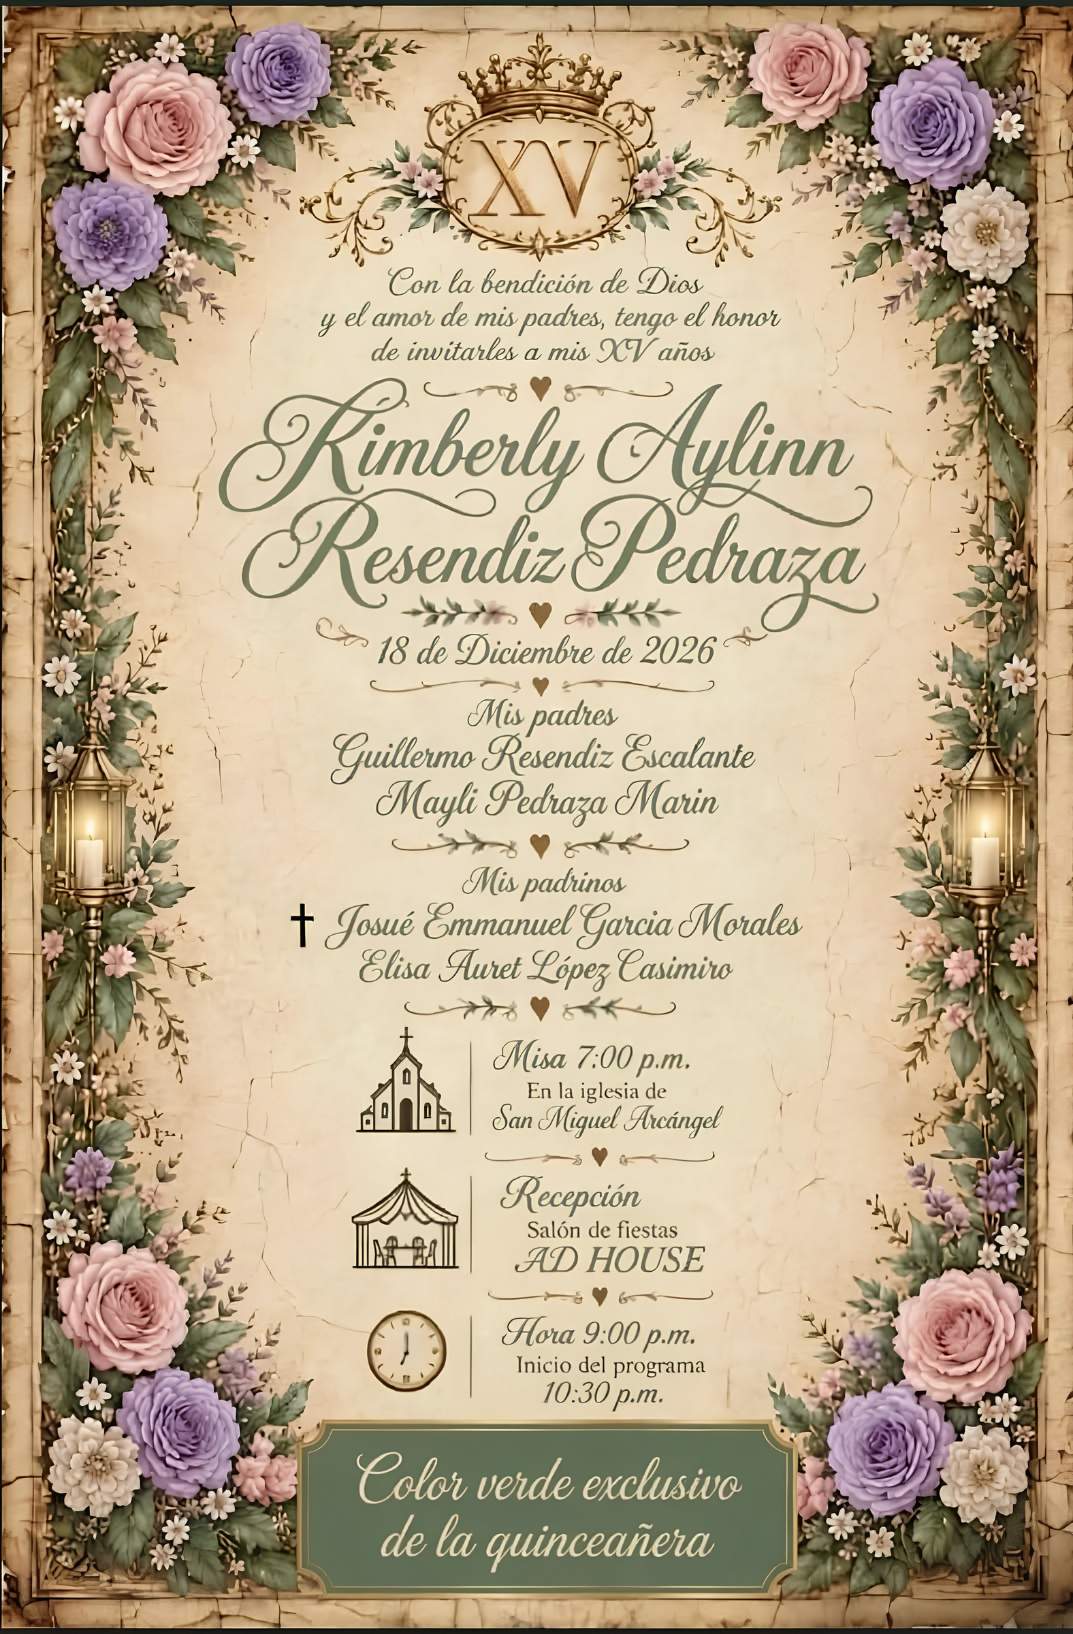 XV
Con la bendición de Dios
y el amor de mis padres, tengo el honor
de invitarles a mis XV años
Kimberly Aylinn
Resendiz Pedraza
18 de Diciembre de 2026
Mis padres
Guillermo Resendiz Escalante
Mayli Pedraza Marin
Mis padrinos
✝ Josué Emmanuel Garcia Morales
Elisa Auret López Casimiro
Misa 7:00 p.m.
En la iglesia de
San Miguel Arcángel
Recepción
Salón de fiestas
AD HOUSE
Hora 9:00 p.m.
Inicio del programa
10:30 p.m.
Color verde exclusivo
de la quinceañera